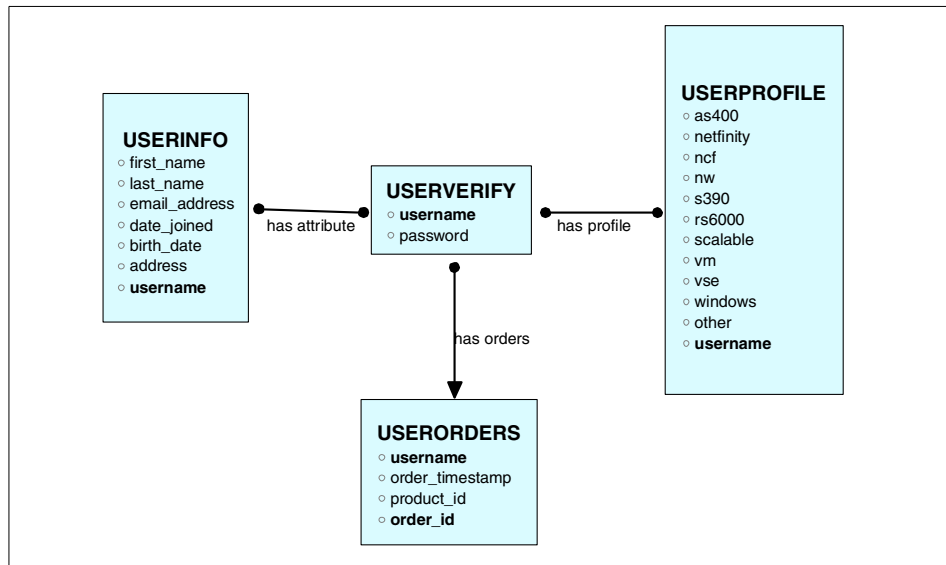 USERINFO
first_name
last_name
email_address
date_joined
birth_date
address
username
has attribute
USERVERIFY
username
password
has profile
USERPROFILE
as400
netfinity
ncf
nw
s390
rs6000
scalable
vm
vse
windows
other
username
has orders
USERORDERS
username
order_timestamp
product_id
order_id